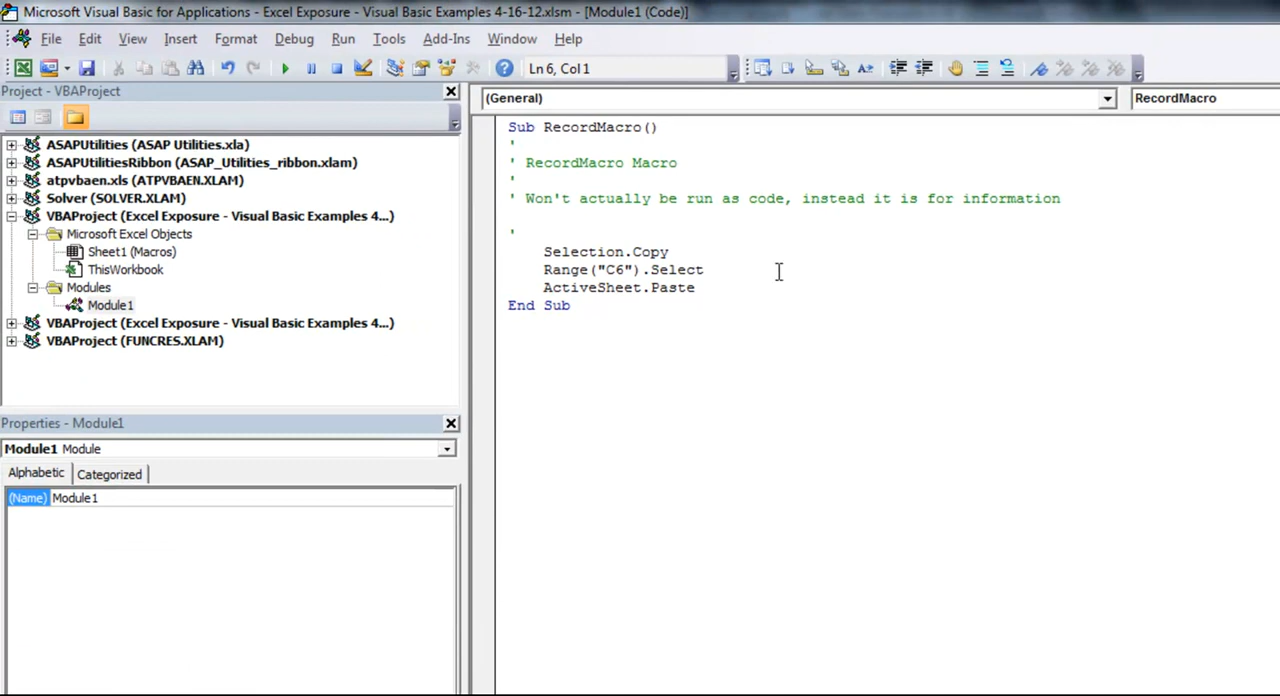 Microsoft Visual Basic for Applications - Excel Exposure - Visual Basic Examples 4-16-12.xlsm - [Module1 (Code)]
File Edit View Insert Format Debug Run Tools Add-Ins Window Help
Ln 6, Col 1
Project - VBAProject
ASAPUtilities (ASAP Utilities.xla)
ASAPUtilitiesRibbon (ASAP_Utilities_ribbon.xlam)
atpvbaen.xls (ATPVBAEN.XLAM)
Solver (SOLVER.XLAM)
VBAProject (Excel Exposure - Visual Basic Examples 4...)
Microsoft Excel Objects
Sheet1 (Macros)
ThisWorkbook
Modules
Module1
VBAProject (Excel Exposure - Visual Basic Examples 4...)
VBAProject (FUNCRES.XLAM)
Properties - Module1
Module1 Module
Alphabetic Categorized
(Name) Module1
(General) RecordMacro
Sub RecordMacro()
'
' RecordMacro Macro
'
' Won't actually be run as code, instead it is for information
'
Selection.Copy
Range("C6").Select
ActiveSheet.Paste
End Sub